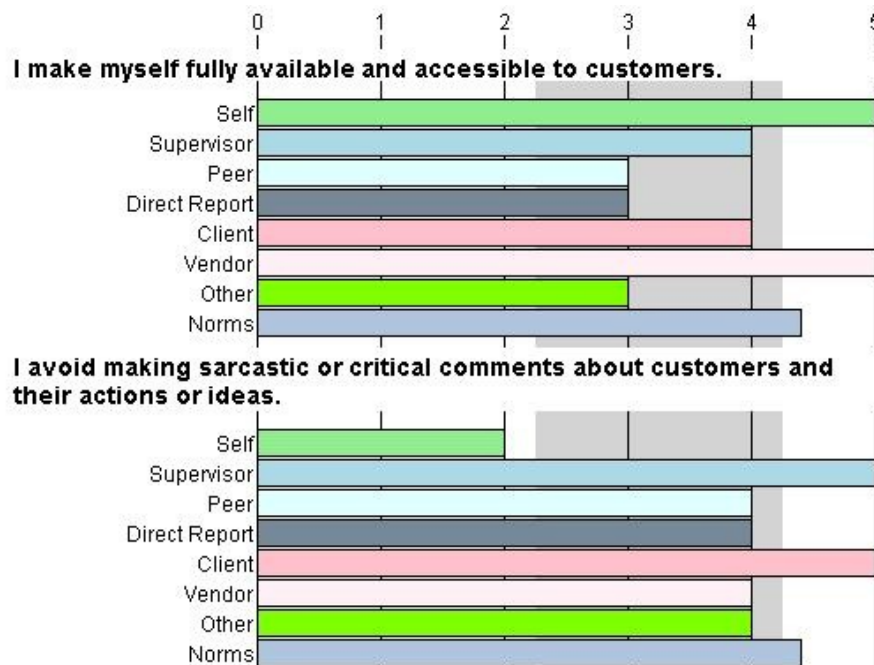 0 1 2 3 4 5
I make myself fully available and accessible to customers.
Self
Supervisor
Peer
Direct Report
Client
Vendor
Other
Norms
I avoid making sarcastic or critical comments about customers and
their actions or ideas.
Self
Supervisor
Peer
Direct Report
Client
Vendor
Other
Norms